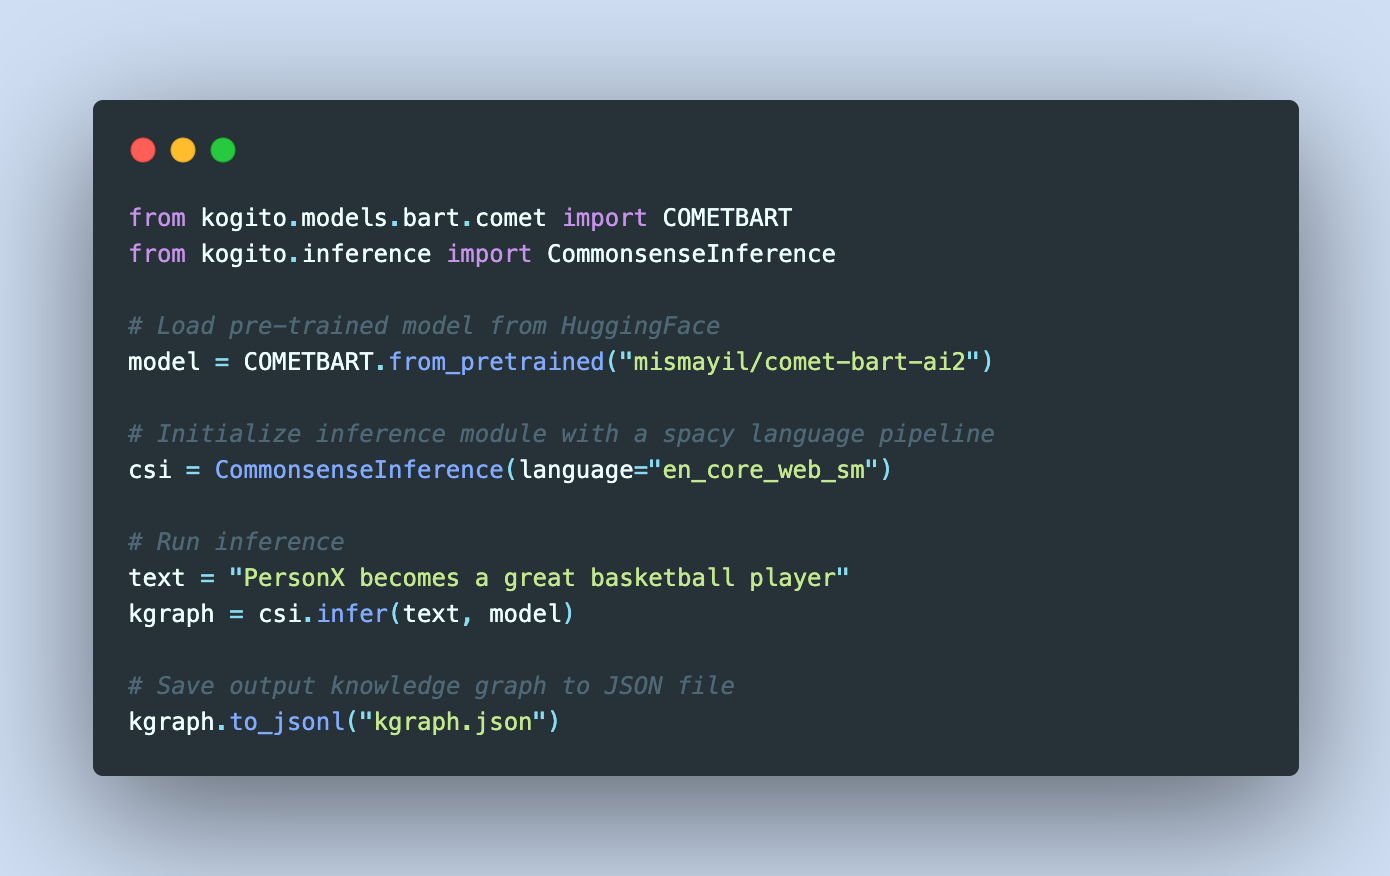 from kogito.models.bart.comet import COMETBART
from kogito.inference import CommonsenseInference
# Load pre-trained model from HuggingFace
model = COMETBART.from_pretrained("mismayil/comet-bart-ai2")
# Initialize inference module with a spacy language pipeline
csi = CommonsenseInference(language="en_core_web_sm")
# Run inference
text = "PersonX becomes a great basketball player"
kgraph = csi.infer(text, model)
# Save output knowledge graph to JSON file
kgraph.to_jsonl("kgraph.json")